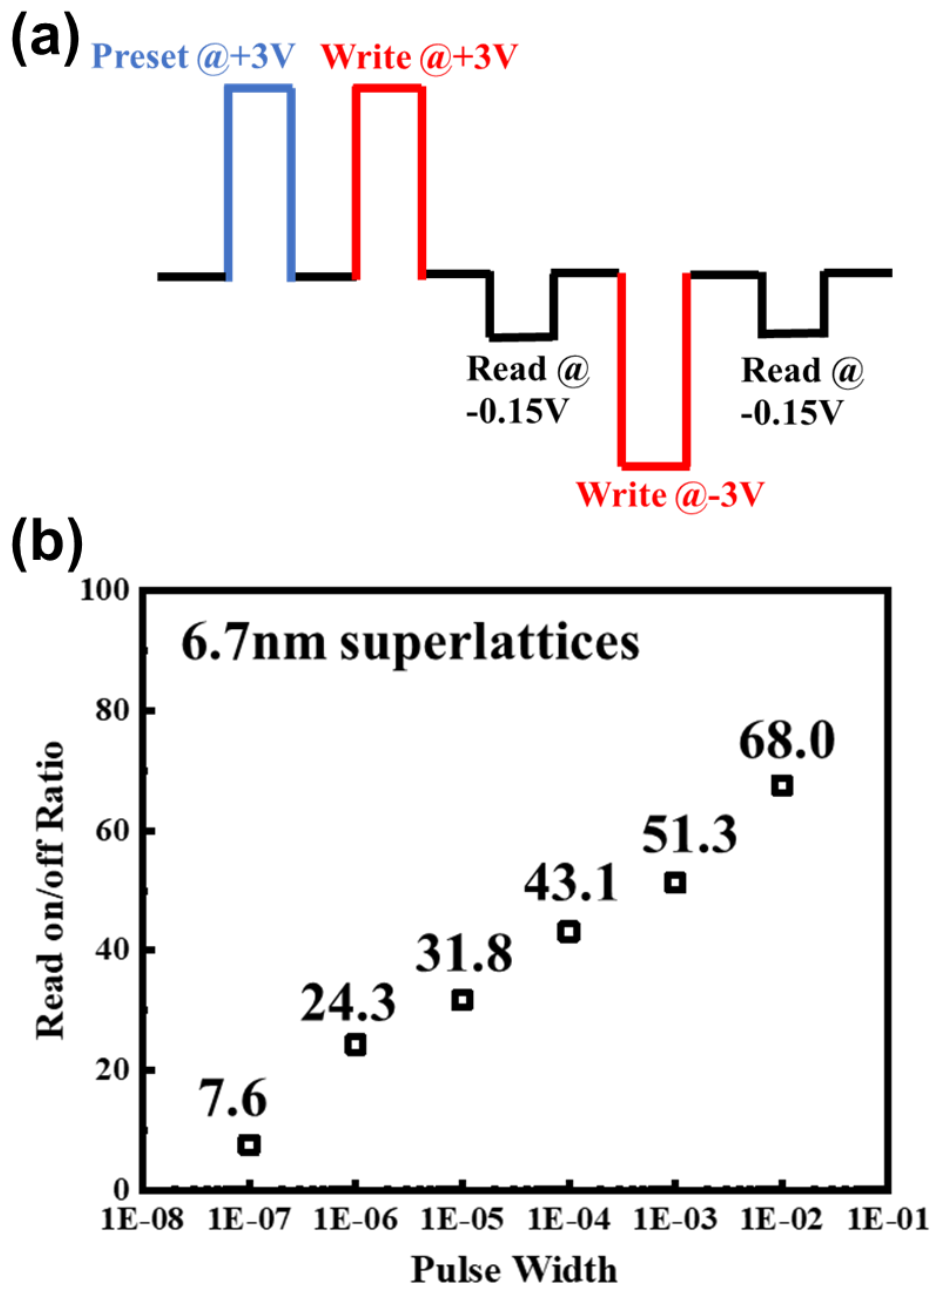 (a)
Preset @+3V Write @+3V
Read @
-0.15V
Read @
-0.15V
Write @-3V
(b)
6.7nm superlattices
Read on/off Ratio
100
80
60
40
20
0
7.6
24.3
31.8
43.1
51.3
68.0
1E-08 1E-07 1E-06 1E-05 1E-04 1E-03 1E-02 1E-01
Pulse Width